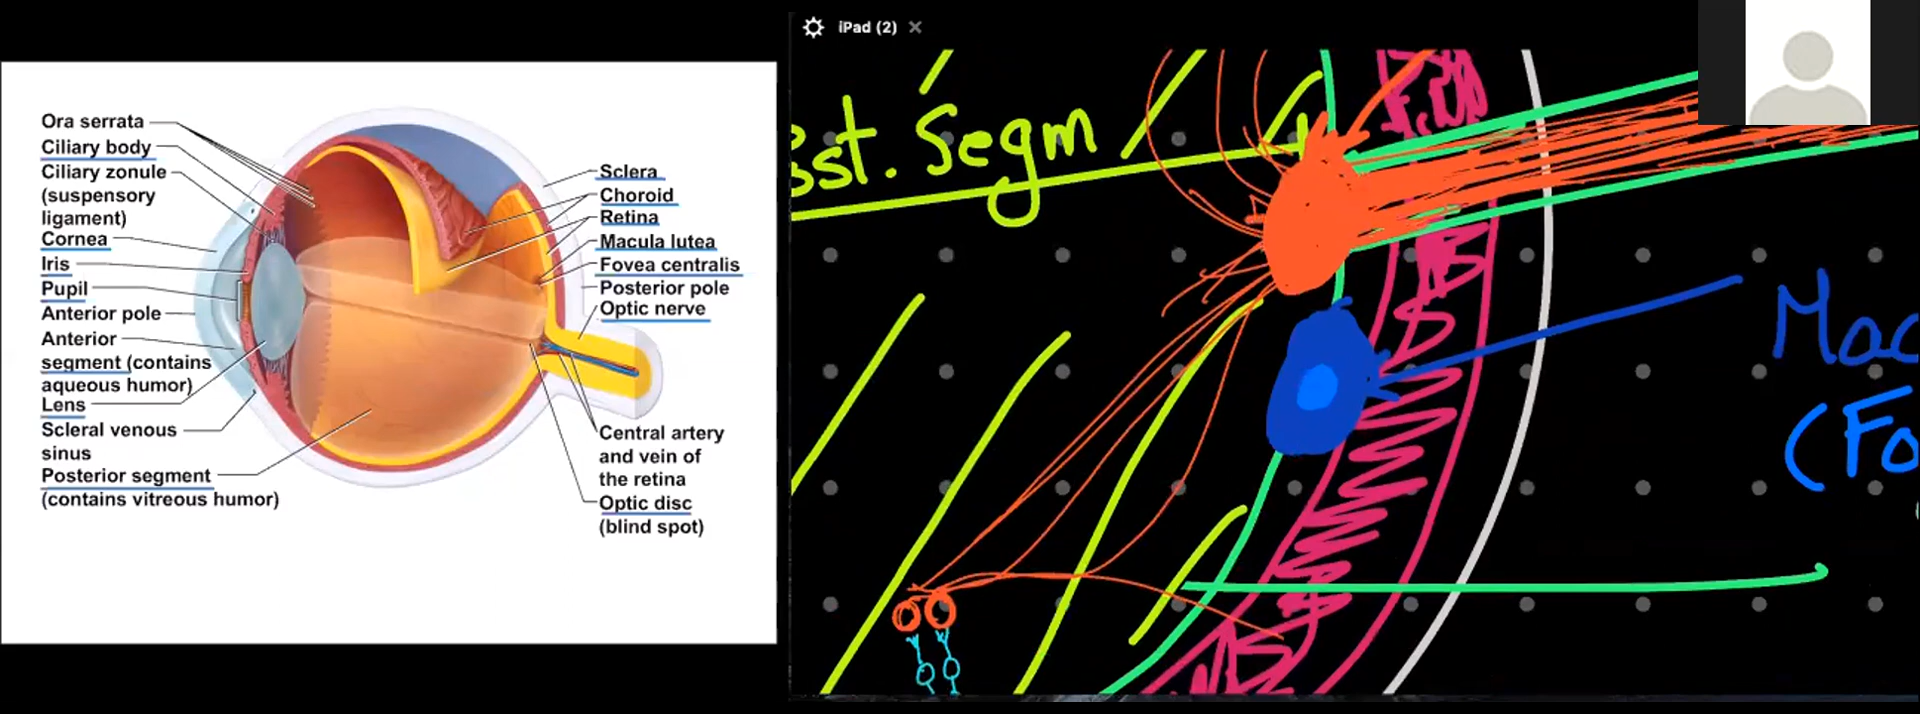 Ora serrata
Ciliary body
Ciliary zonule
(suspensory
ligament)
Cornea
Iris
Pupil
Anterior pole
Anterior
segment (contains
aqueous humor)
Lens
Scleral venous
sinus
Posterior segment
(contains vitreous humor)
Sclera
Choroid
Retina
Macula lutea
Fovea centralis
Posterior pole
Optic nerve
Central artery
and vein of
the retina
Optic disc
(blind spot)
iPad (2)
ost. Segm
Mac
(Fo